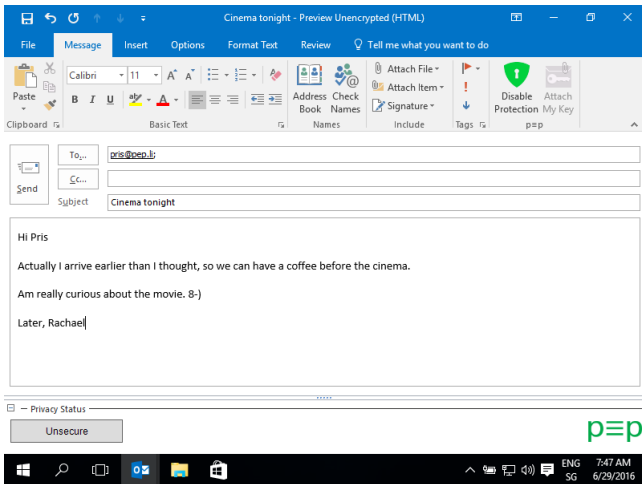 Cinema tonight - Preview Unencrypted (HTML)
File Message Insert Options Format Text Review Tell me what you want to do
Calibri 11 A A Attach File
Paste Attach Item
B I U A Address Check Signature Disable Attach
Book Names Protection My Key
Clipboard Basic Text Names Include Tags p≡p
To... pris@pep.li;
Cc...
Send
Subject Cinema tonight
Hi Pris
Actually I arrive earlier than I thought, so we can have a coffee before the cinema.
Am really curious about the movie. 8-)
Later, Rachael
Privacy Status
Unsecure
p≡p
ENG 7:47 AM
SG 6/29/2016